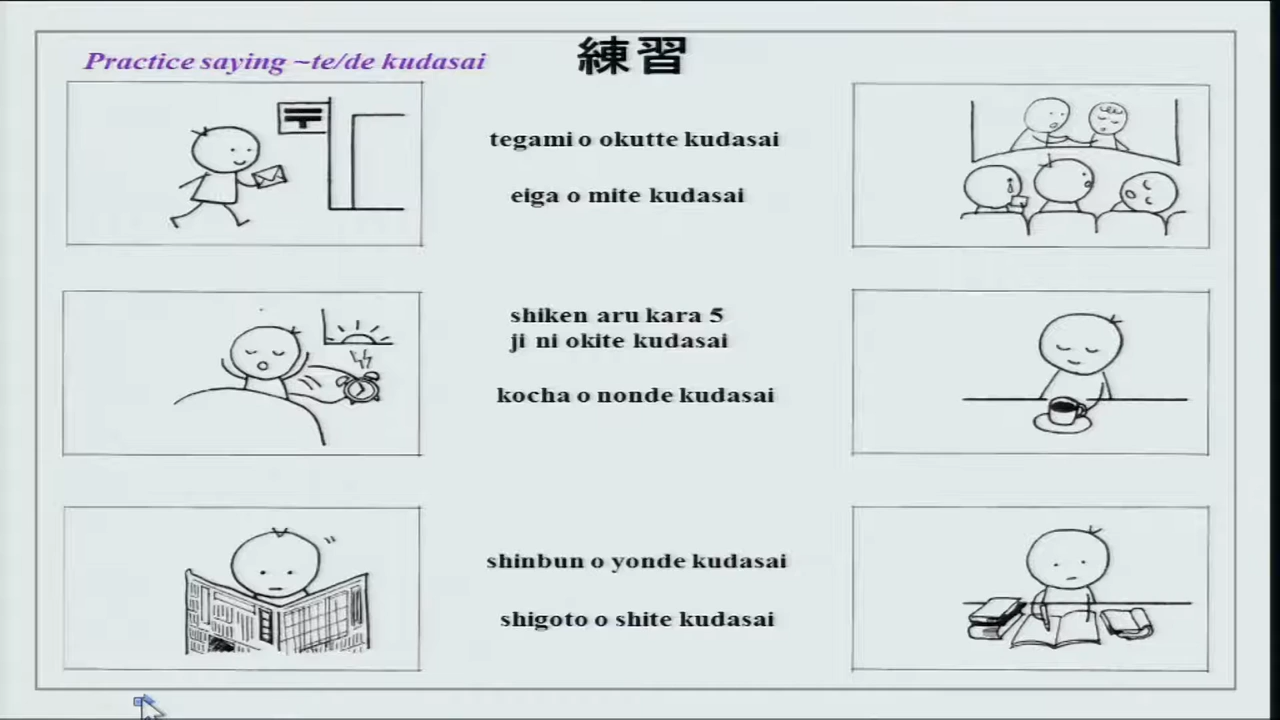 練習
Practice saying ~te/de kudasai
tegami o okutte kudasai
eiga o mite kudasai
shiken aru kara 5
ji ni okite kudasai
kocha o nonde kudasai
shinbun o yonde kudasai
shigoto o shite kudasai